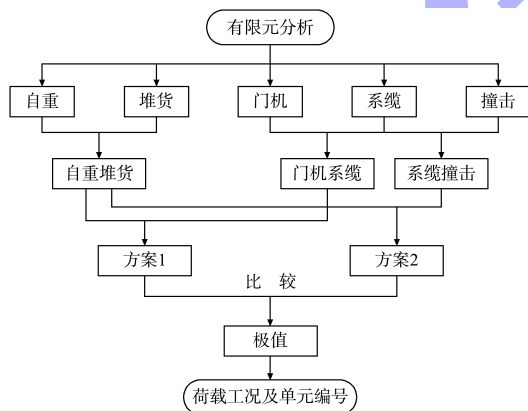 有限元分析
自重
堆货
门机
系缆
撞击
自重堆货
门机系缆
系缆撞击
方案1
方案2
比 较
极值
荷载工况及单元编号